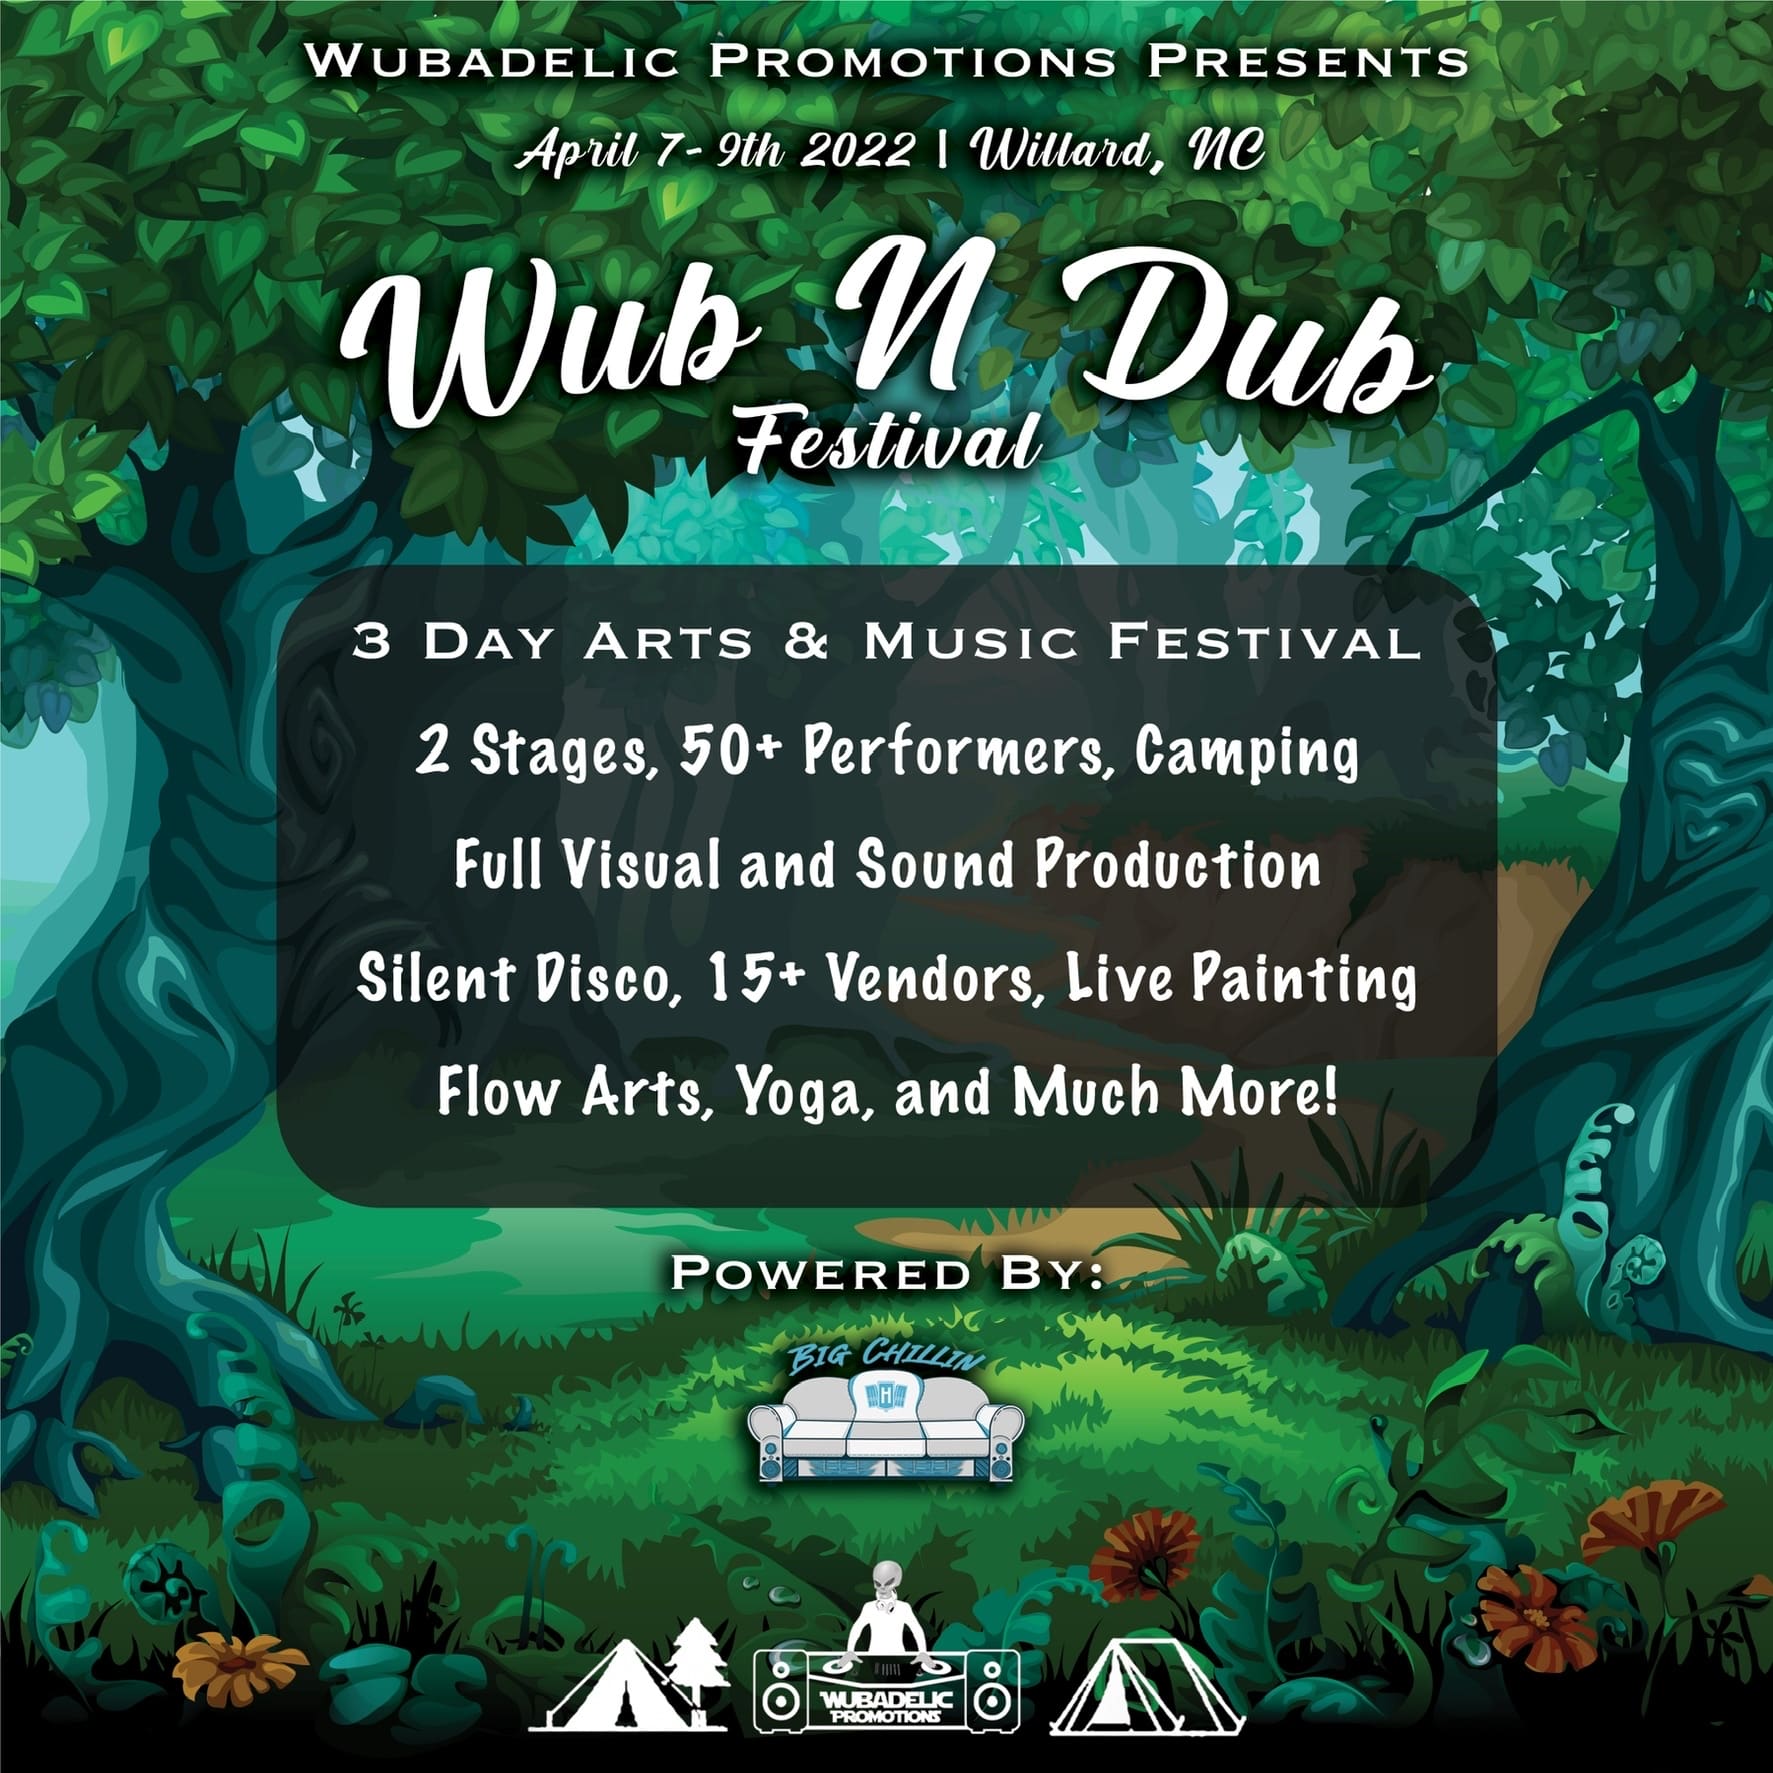 Wubadelic Promotions Presents
April 7-9th 2022 | Willard, NC
Wub N Dub
Festival
3 Day Arts & Music Festival
2 Stages, 50+ Performers, Camping
Full Visual and Sound Production
Silent Disco, 15+ Vendors, Live Painting
Flow Arts, Yoga, and Much More!
Powered By:
Big Chillin
H
WUBADELIC
PROMOTIONS